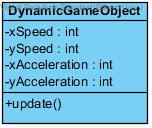 DynamicGameObject
-xSpeed : int
-ySpeed : int
-xAcceleration : int
-yAcceleration : int
+update()